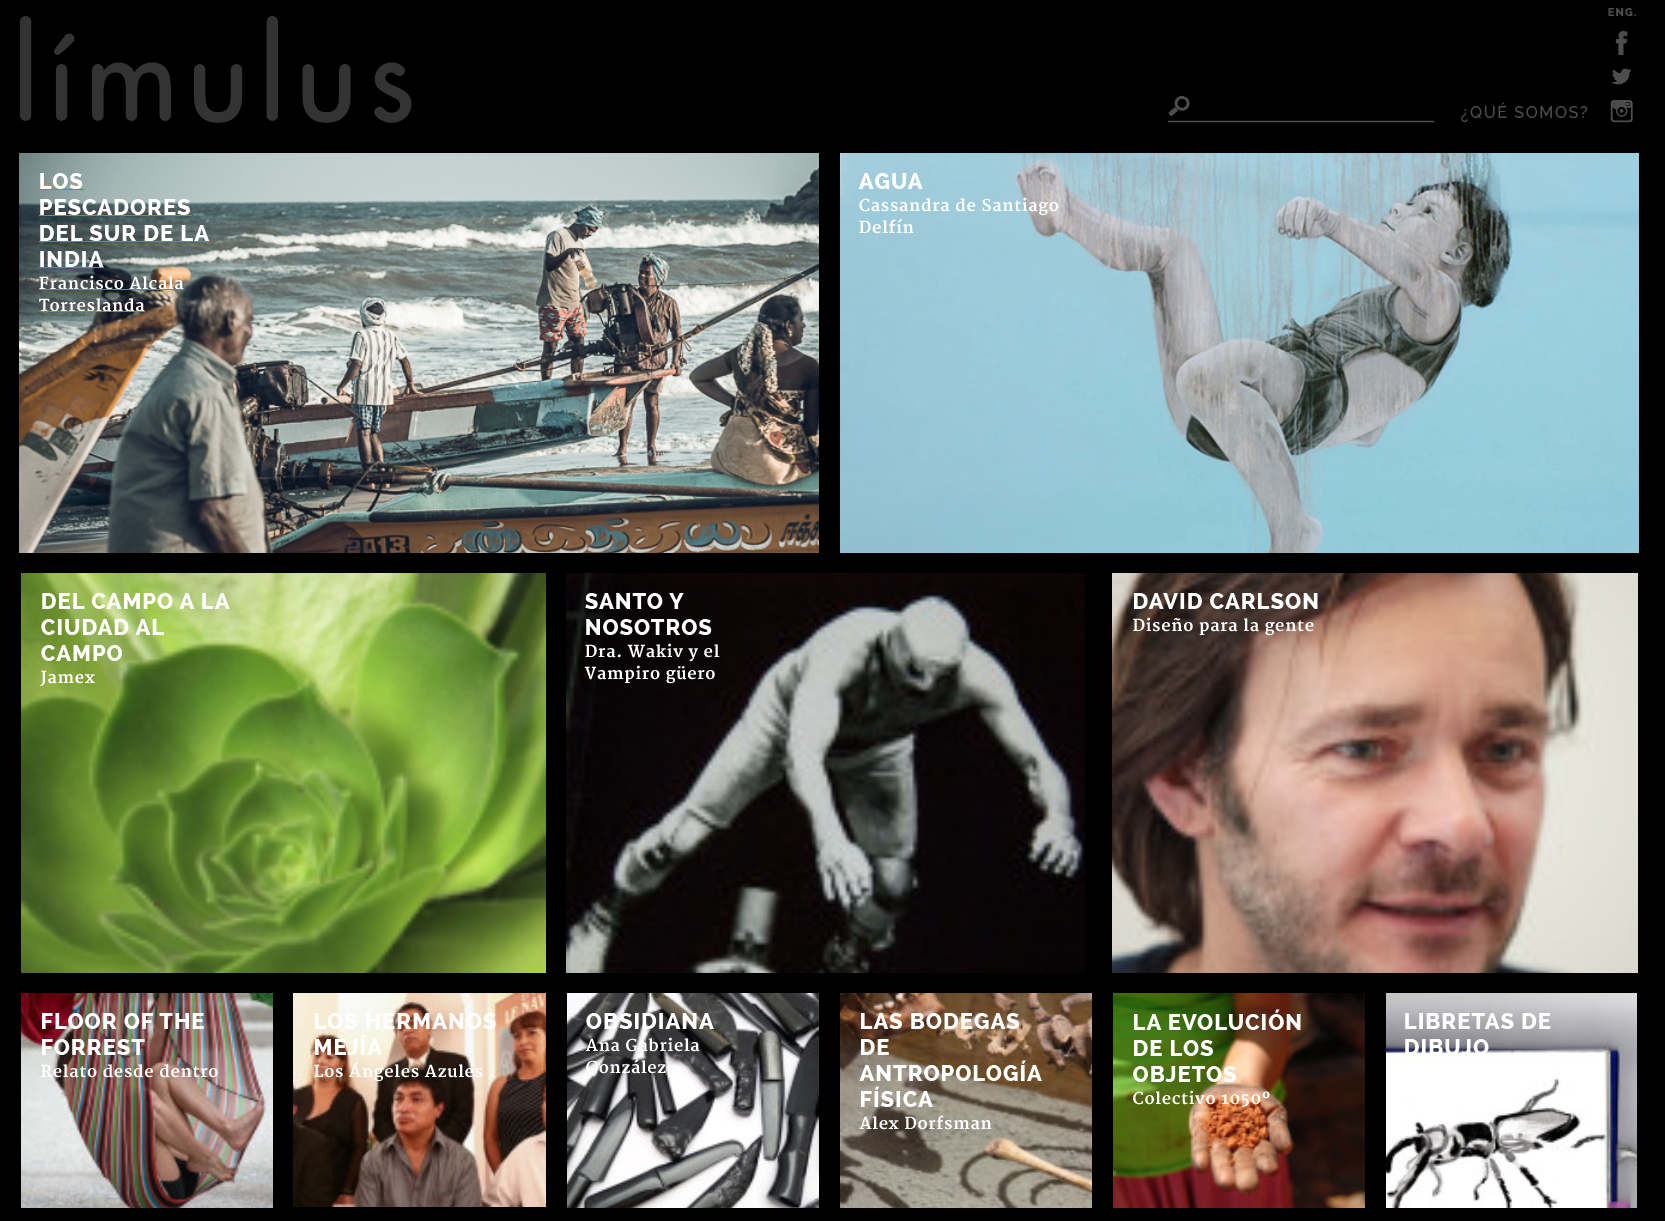 límulus
ENG.
¿QUÉ SOMOS?
LOS
PESCADORES
DEL SUR DE LA
INDIA
Francisco Alcala
Torreslanda
2013
AGUA
Cassandra de Santiago
Delfín
DEL CAMPO A LA
CIUDAD AL
CAMPO
Jamex
SANTO Y
NOSOTROS
Dra. Wakiv y el
Vampiro güero
DAVID CARLSON
Diseño para la gente
FLOOR OF THE
FORREST
Relato desde dentro
LOS HERMANOS
MEJÍA
Los Ángeles Azules
OBSIDIANA
Ana Gabriela
González
LAS BODEGAS
DE
ANTROPOLOGÍA
FÍSICA
Alex Dorfsman
LA EVOLUCIÓN
DE LOS
OBJETOS
Colectivo 1050º
LIBRETAS DE
DIBUJO